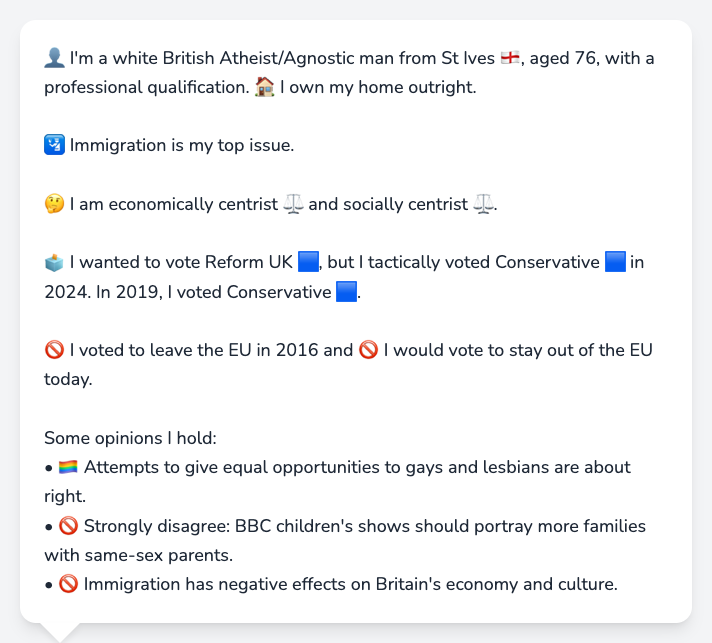 👤 I'm a white British Atheist/Agnostic man from St Ives 🏴󠁧󠁢󠁥󠁮󠁧󠁿, aged 76, with a
professional qualification. 🏠 I own my home outright.
🛂 Immigration is my top issue.
🤔 I am economically centrist ⚖️ and socially centrist ⚖️.
🗳️ I wanted to vote Reform UK 🟦, but I tactically voted Conservative 🟦 in
2024. In 2019, I voted Conservative 🟦.
🚫 I voted to leave the EU in 2016 and 🚫 I would vote to stay out of the EU
today.
Some opinions I hold:
• 🏳️‍🌈 Attempts to give equal opportunities to gays and lesbians are about
right.
• 🚫 Strongly disagree: BBC children's shows should portray more families
with same-sex parents.
• 🚫 Immigration has negative effects on Britain's economy and culture.